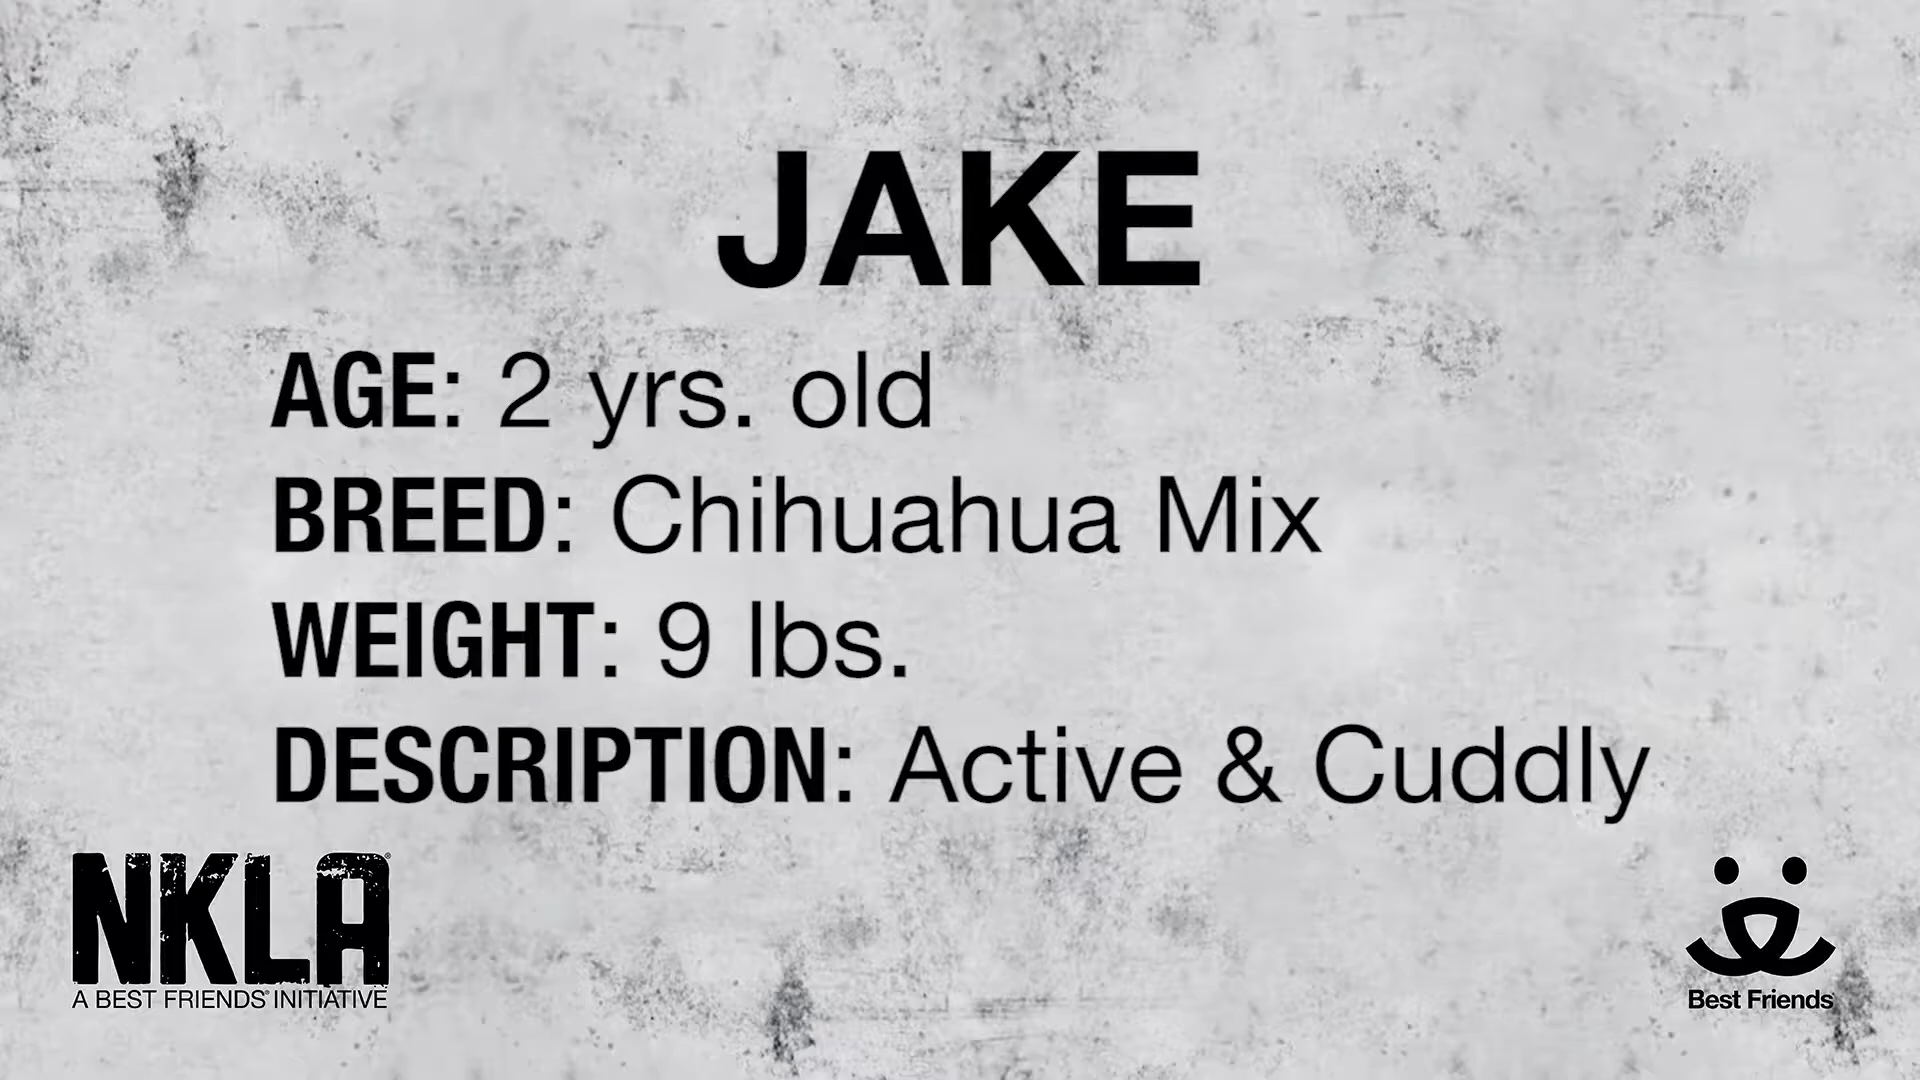 JAKE
AGE: 2 yrs. old
BREED: Chihuahua Mix
WEIGHT: 9 lbs.
DESCRIPTION: Active & Cuddly
NKLA®
A BEST FRIENDS® INITIATIVE
Best Friends